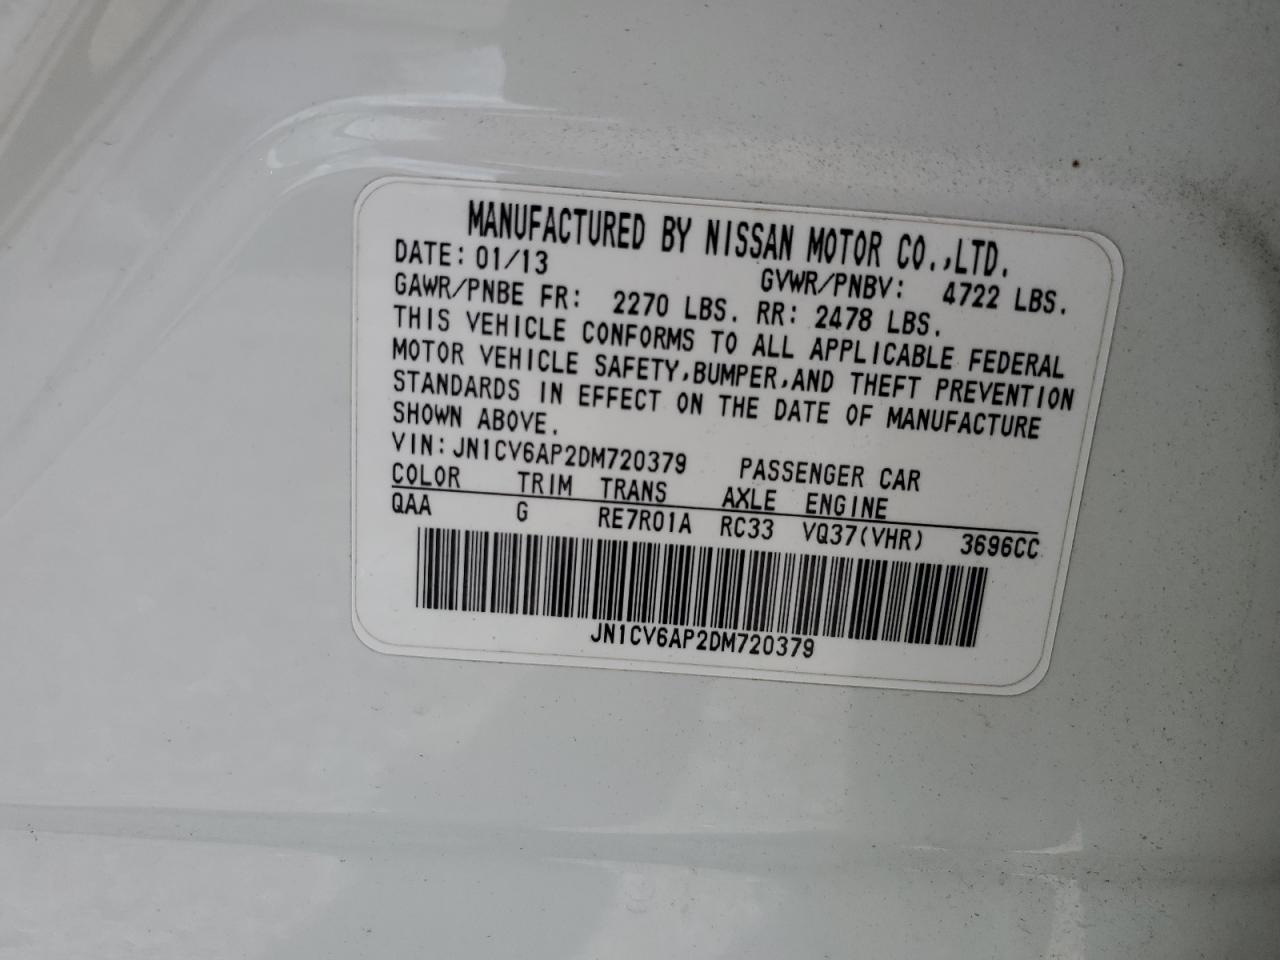 MANUFACTURED BY NISSAN MOTOR CO.,LTD.
DATE: 01/13 GVWR/PNBV: 4722 LBS.
GAWR/PNBE FR: 2270 LBS. RR: 2478 LBS.
THIS VEHICLE CONFORMS TO ALL APPLICABLE FEDERAL
MOTOR VEHICLE SAFETY,BUMPER,AND THEFT PREVENTION
STANDARDS IN EFFECT ON THE DATE OF MANUFACTURE
SHOWN ABOVE.
VIN: JN1CV6AP2DM720379 PASSENGER CAR
COLOR TRIM TRANS AXLE ENGINE
QAA G RE7R01A RC33 VQ37(VHR) 3696CC
JN1CV6AP2DM720379